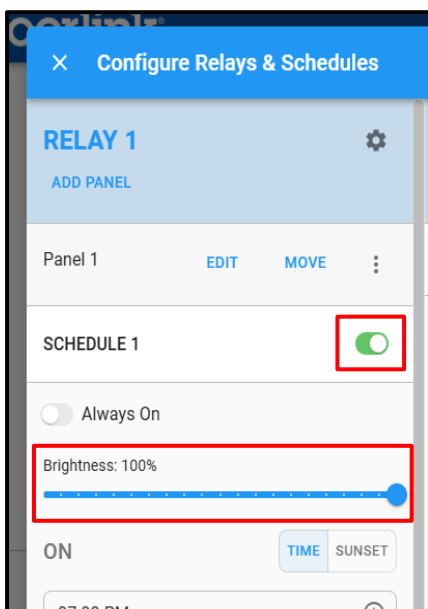 Configure Relays & Schedules
RELAY 1
ADD PANEL
Panel 1 EDIT MOVE
SCHEDULE 1
Always On
Brightness: 100%
ON TIME SUNSET